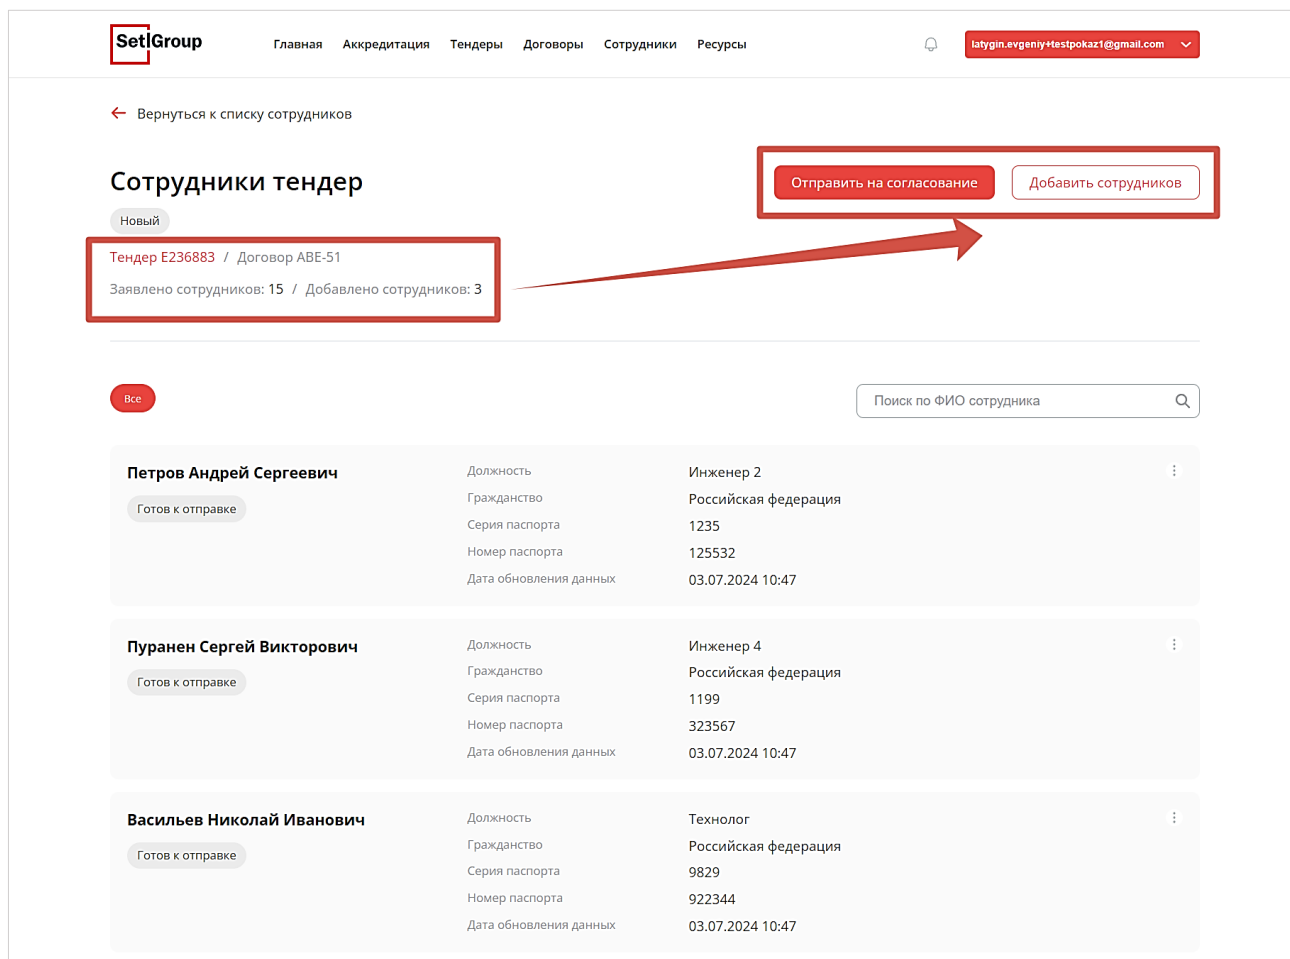 Setl Group
Главная Аккредитация Тендеры Договоры Сотрудники Ресурсы
latygin.evgeniy+testpokaz1@gmail.com
Вернуться к списку сотрудников
Сотрудники тендер
Отправить на согласование Добавить сотрудников
Новый
Тендер E236883 / Договор АВЕ-51
Заявлено сотрудников: 15 / Добавлено сотрудников: 3
Все
Поиск по ФИО сотрудника
Петров Андрей Сергеевич
Готов к отправке
Должность Инженер 2
Гражданство Российская федерация
Серия паспорта 1235
Номер паспорта 125532
Дата обновления данных 03.07.2024 10:47
Пуранен Сергей Викторович
Готов к отправке
Должность Инженер 4
Гражданство Российская федерация
Серия паспорта 1199
Номер паспорта 323567
Дата обновления данных 03.07.2024 10:47
Васильев Николай Иванович
Готов к отправке
Должность Технолог
Гражданство Российская федерация
Серия паспорта 9829
Номер паспорта 922344
Дата обновления данных 03.07.2024 10:47